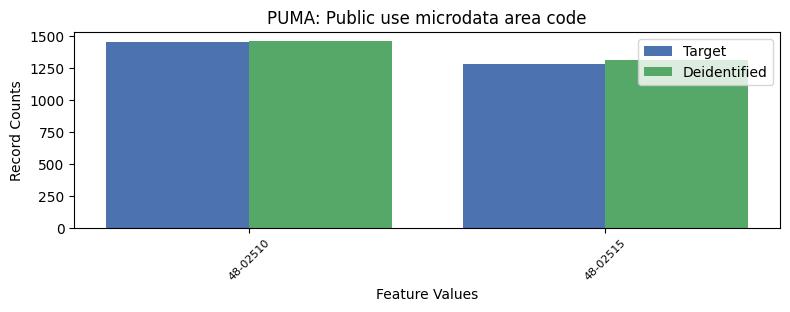 PUMA: Public use microdata area code
Target
Deidentified
Record Counts
1500
1250
1000
750
500
250
0
48-02510
48-02515
Feature Values